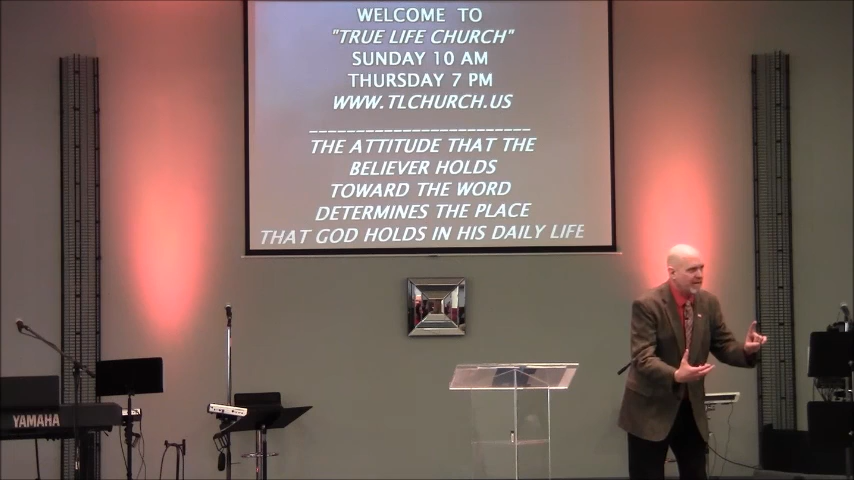 WELCOME TO
"TRUE LIFE CHURCH"
SUNDAY 10 AM
THURSDAY 7 PM
WWW.TLCHURCH.US
________________________
THE ATTITUDE THAT THE
BELIEVER HOLDS
TOWARD THE WORD
DETERMINES THE PLACE
THAT GOD HOLDS IN HIS DAILY LIFE
YAMAHA